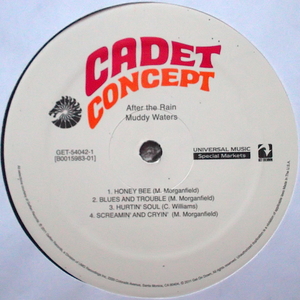 CADET
CONCEPT
After the Rain
Muddy Waters
GET-54042-1
[B0015983-01]
UNIVERSAL MUSIC
Special Markets
1. HONEY BEE (M. Morganfield)
2. BLUES AND TROUBLE (M. Morganfield)
3. HURTIN' SOUL (C. Williams)
4. SCREAMIN' AND CRYIN' (M. Morganfield)